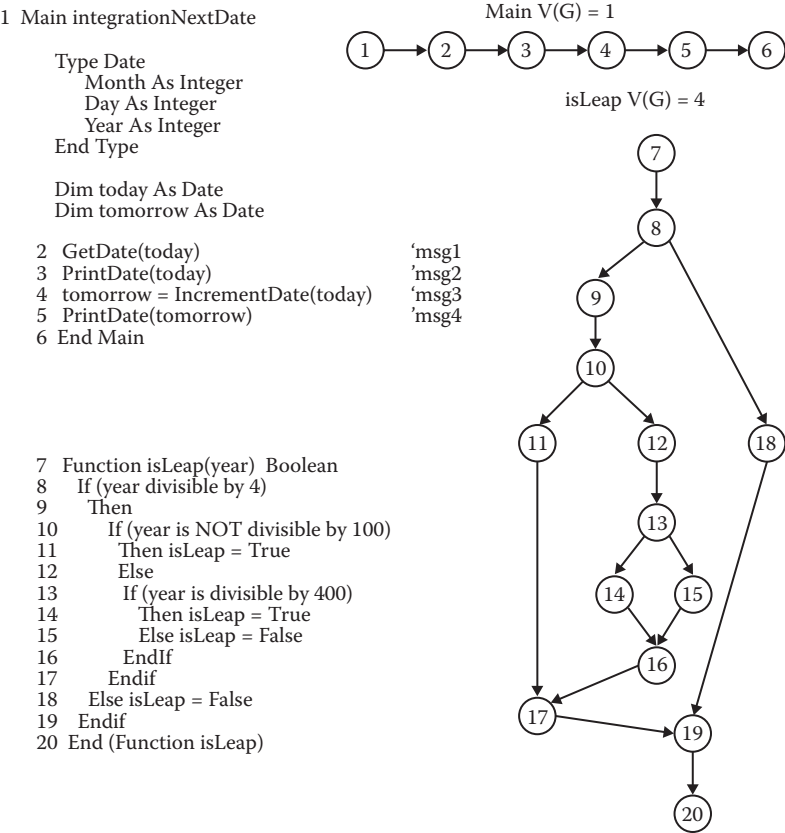 1 Main integrationNextDate
Type Date
Month As Integer
Day As Integer
Year As Integer
End Type
Dim today As Date
Dim tomorrow As Date
2 GetDate(today) ‘msg1
3 PrintDate(today) ’msg2
4 tomorrow = IncrementDate(today) ‘msg3
5 PrintDate(tomorrow) ’msg4
6 End Main
7 Function isLeap(year) Boolean
8 If (year divisible by 4)
9 Then
10 If (year is NOT divisible by 100)
11 Then isLeap = True
12 Else
13 If (year is divisible by 400)
14 Then isLeap = True
15 Else isLeap = False
16 EndIf
17 Endif
18 Else isLeap = False
19 Endif
20 End (Function isLeap)
Main V(G) = 1
1 2 3 4 5 6
isLeap V(G) = 4
7
8
9
10
11 12 18
13
14 15
16
17
19
20